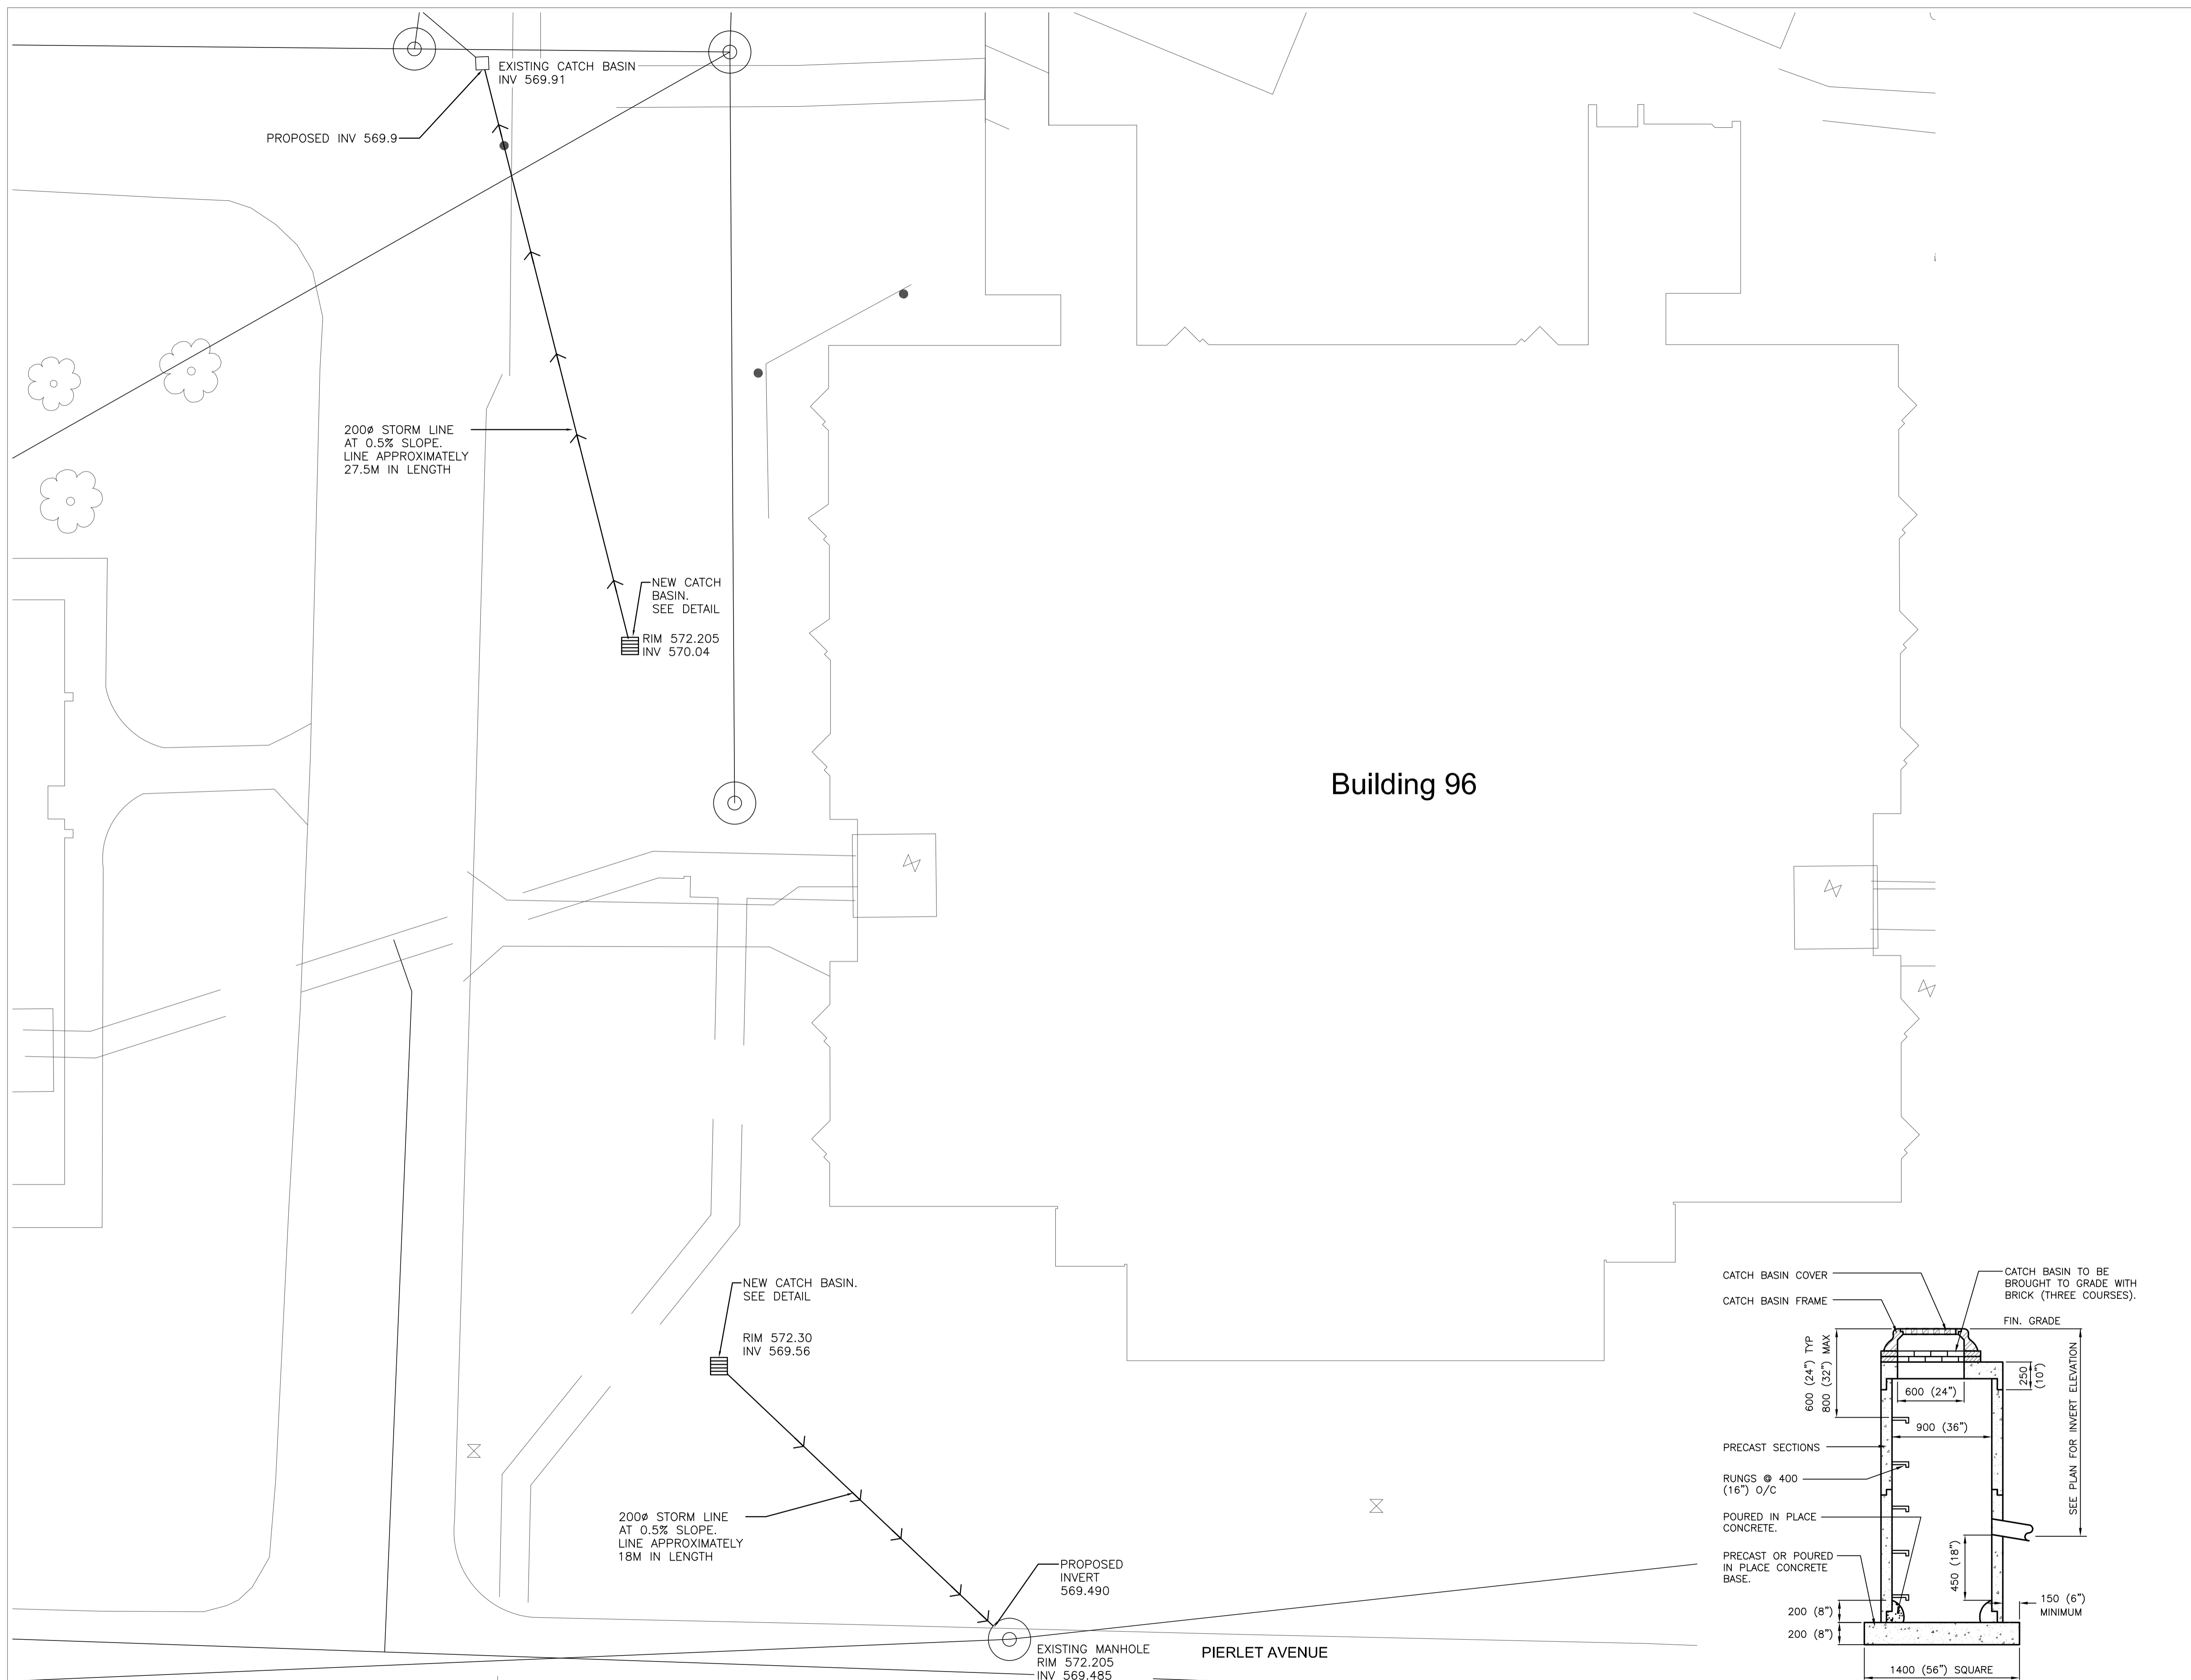 EXISTING CATCH BASIN
INV 569.91
PROPOSED INV 569.9
200ø STORM LINE
AT 0.5% SLOPE.
LINE APPROXIMATELY
27.5M IN LENGTH
NEW CATCH
BASIN.
SEE DETAIL
RIM 572.205
INV 570.04
Building 96
NEW CATCH BASIN.
SEE DETAIL
RIM 572.30
INV 569.56
200ø STORM LINE
AT 0.5% SLOPE.
LINE APPROXIMATELY
18M IN LENGTH
PROPOSED
INVERT
569.490
EXISTING MANHOLE
RIM 572.205
INV 569.485
PIERLET AVENUE
CATCH BASIN COVER
CATCH BASIN FRAME
CATCH BASIN TO BE
BROUGHT TO GRADE WITH
BRICK (THREE COURSES).
FIN. GRADE
600 (24") TYP
800 (32") MAX
250
(10")
600 (24")
900 (36")
SEE PLAN FOR INVERT ELEVATION
PRECAST SECTIONS
RUNGS @ 400
(16") O/C
POURED IN PLACE
CONCRETE.
PRECAST OR POURED
IN PLACE CONCRETE
BASE.
450 (18")
200 (8")
200 (8")
150 (6")
MINIMUM
1400 (56") SQUARE